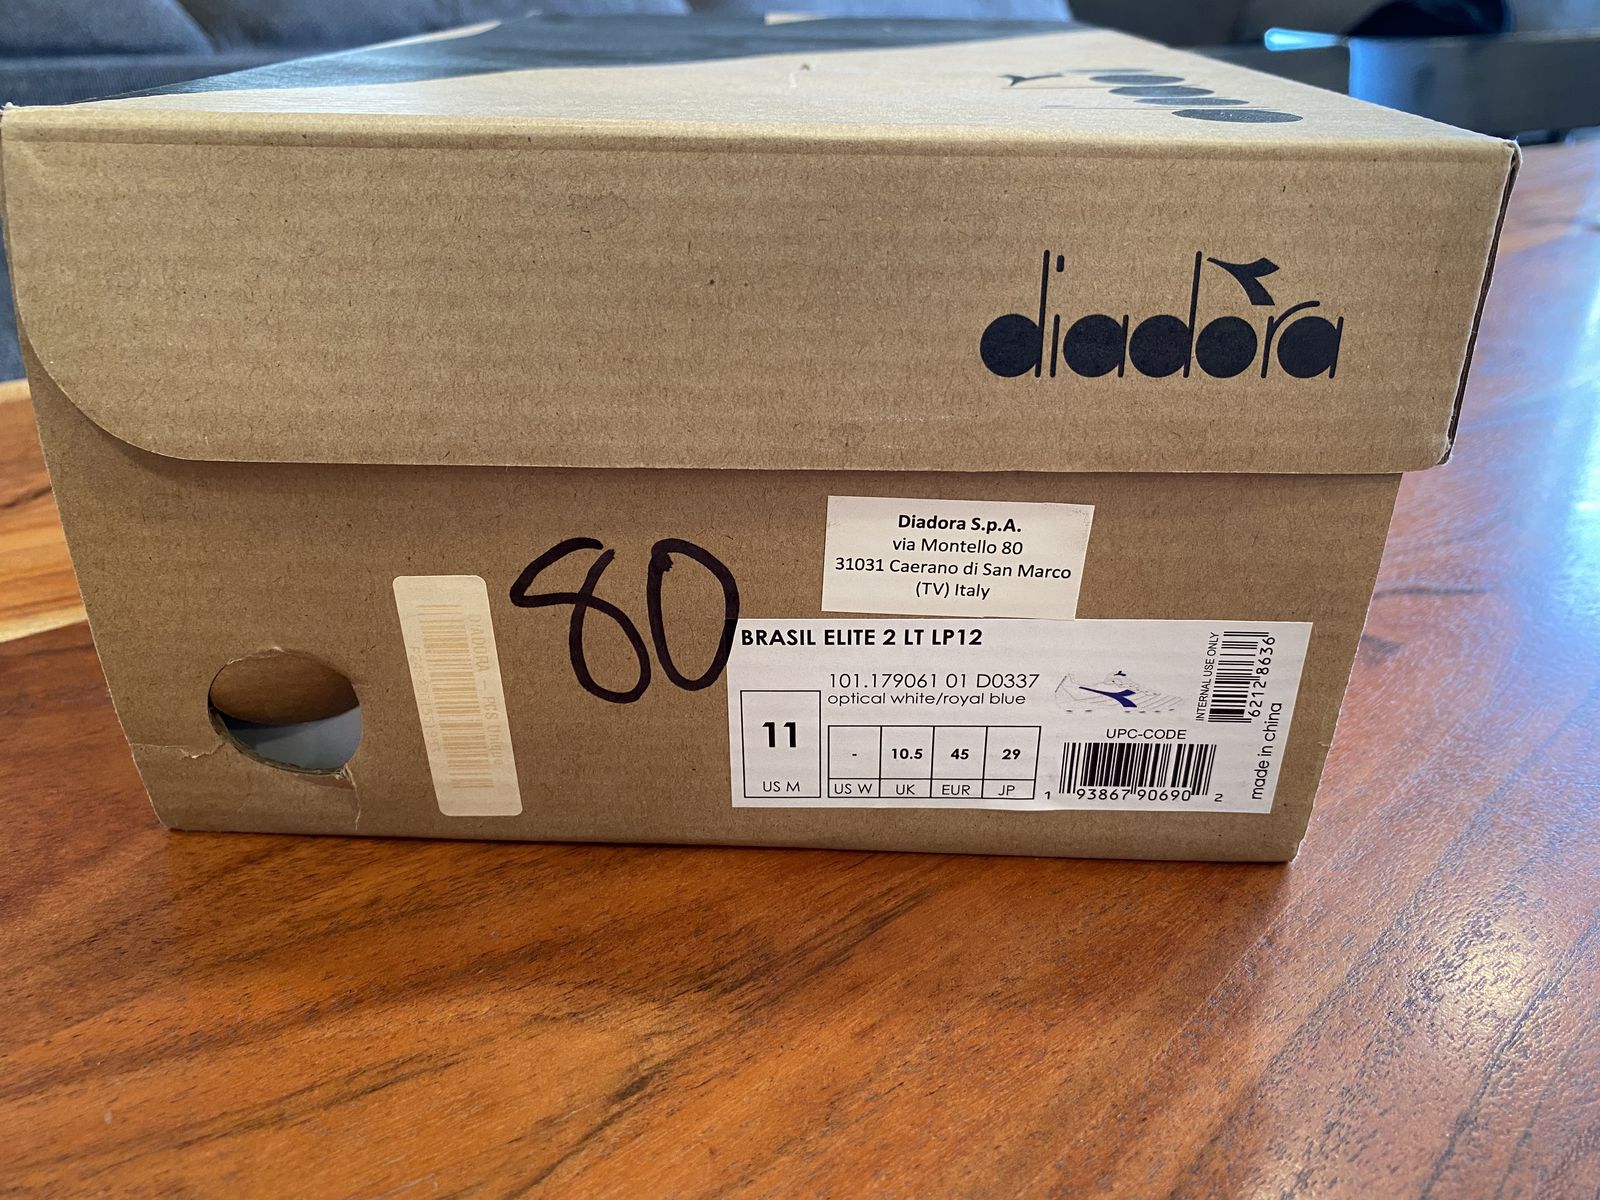 diadora
Diadora S.p.A.
via Montello 80
31031 Caerano di San Marco
(TV) Italy
80
BRASIL ELITE 2 LT LP12
101.179061 01 D0337
optical white/royal blue
11
US M
- 10.5 45 29
US W UK EUR JP
UPC-CODE
1 93867 90690 2
INTERNAL USE ONLY
6212 8636
made in china